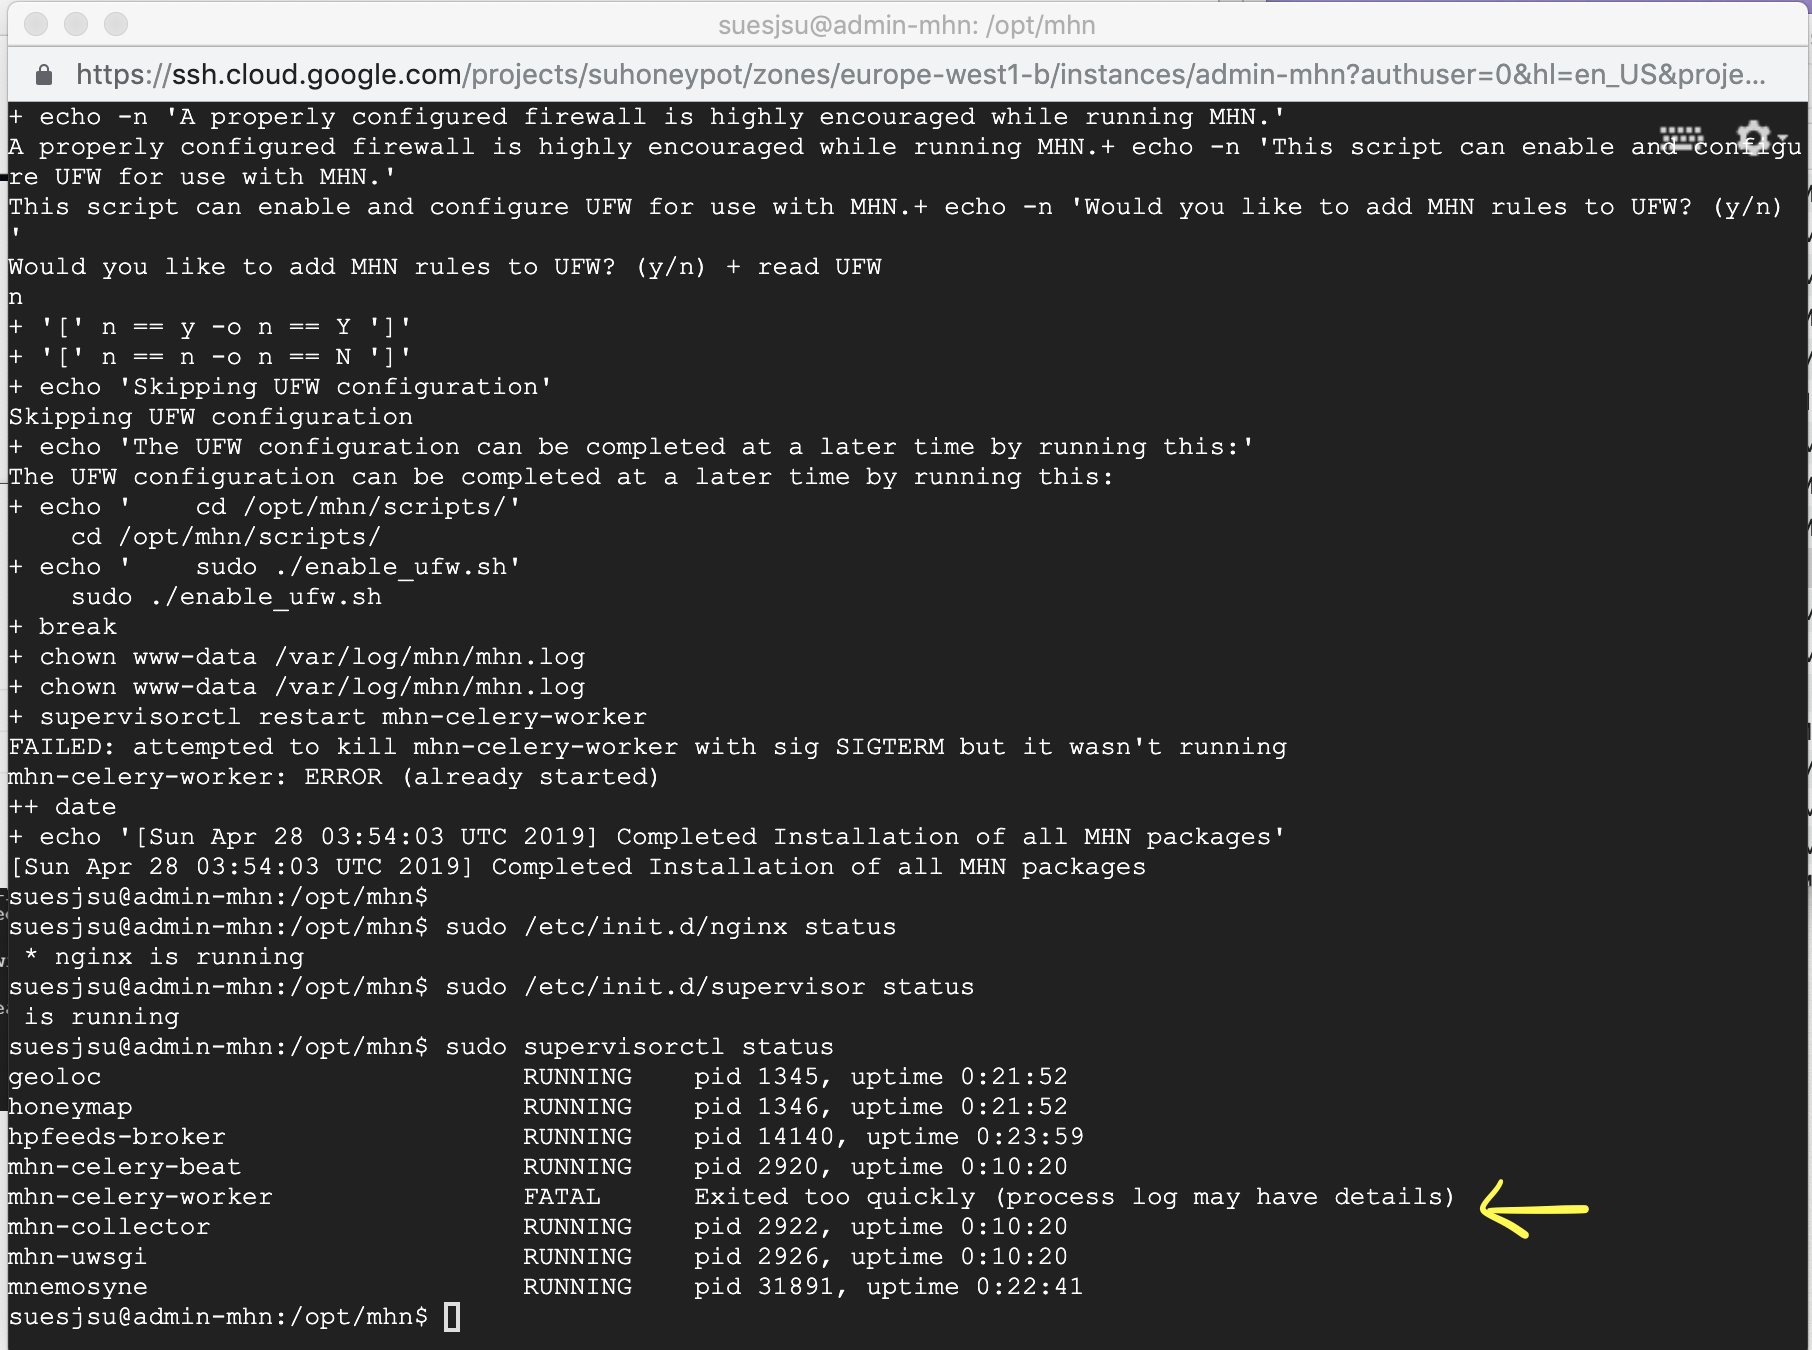 suesjsu@admin-mhn: /opt/mhn
https://ssh.cloud.google.com/projects/suhoneypot/zones/europe-west1-b/instances/admin-mhn?authuser=0&hl=en_US&proje...
+ echo -n 'A properly configured firewall is highly encouraged while running MHN.'
A properly configured firewall is highly encouraged while running MHN.+ echo -n 'This script can enable and configu
re UFW for use with MHN.'
This script can enable and configure UFW for use with MHN.+ echo -n 'Would you like to add MHN rules to UFW? (y/n)
'
Would you like to add MHN rules to UFW? (y/n) + read UFW
n
+ '[' n == y -o n == Y ']'
+ '[' n == n -o n == N ']'
+ echo 'Skipping UFW configuration'
Skipping UFW configuration
+ echo 'The UFW configuration can be completed at a later time by running this:'
The UFW configuration can be completed at a later time by running this:
+ echo '    cd /opt/mhn/scripts/'
    cd /opt/mhn/scripts/
+ echo '    sudo ./enable_ufw.sh'
    sudo ./enable_ufw.sh
+ break
+ chown www-data /var/log/mhn/mhn.log
+ chown www-data /var/log/mhn/mhn.log
+ supervisorctl restart mhn-celery-worker
FAILED: attempted to kill mhn-celery-worker with sig SIGTERM but it wasn't running
mhn-celery-worker: ERROR (already started)
++ date
+ echo '[Sun Apr 28 03:54:03 UTC 2019] Completed Installation of all MHN packages'
[Sun Apr 28 03:54:03 UTC 2019] Completed Installation of all MHN packages
suesjsu@admin-mhn:/opt/mhn$
suesjsu@admin-mhn:/opt/mhn$ sudo /etc/init.d/nginx status
 * nginx is running
suesjsu@admin-mhn:/opt/mhn$ sudo /etc/init.d/supervisor status
 is running
suesjsu@admin-mhn:/opt/mhn$ sudo supervisorctl status
geoloc                           RUNNING    pid 1345, uptime 0:21:52
honeymap                         RUNNING    pid 1346, uptime 0:21:52
hpfeeds-broker                   RUNNING    pid 14140, uptime 0:23:59
mhn-celery-beat                  RUNNING    pid 2920, uptime 0:10:20
mhn-celery-worker                FATAL      Exited too quickly (process log may have details)
mhn-collector                    RUNNING    pid 2922, uptime 0:10:20
mhn-uwsgi                        RUNNING    pid 2926, uptime 0:10:20
mnemosyne                        RUNNING    pid 31891, uptime 0:22:41
suesjsu@admin-mhn:/opt/mhn$